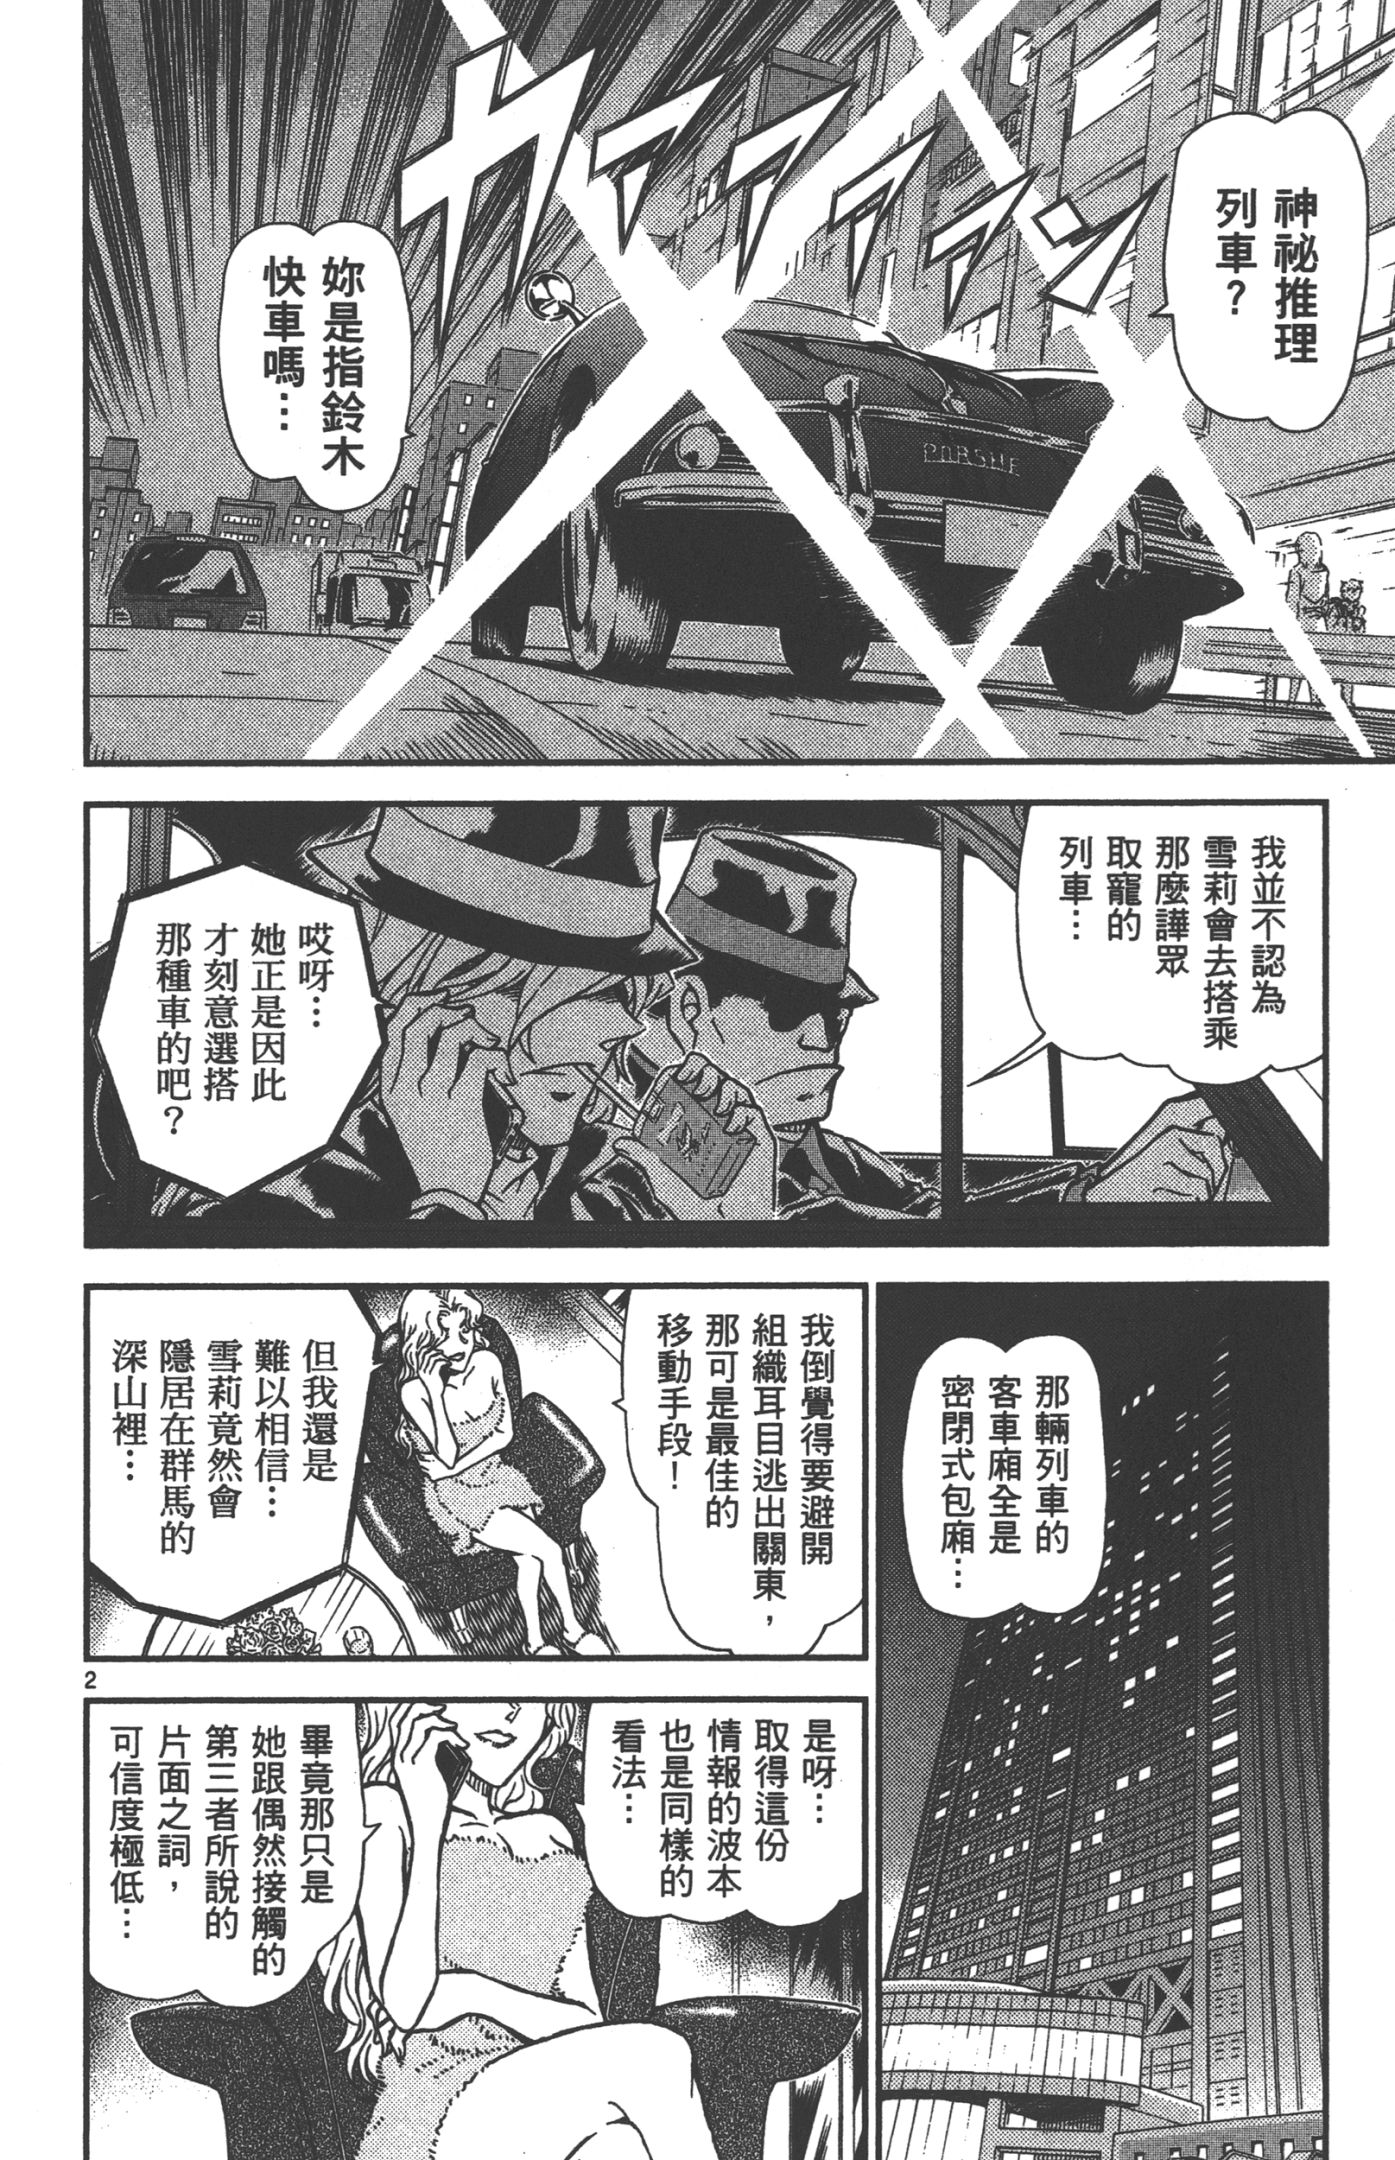 神祕推理
列車？
ガァァァァン
妳是指鈴木
快車嗎…
PORSHE
我並不認為
雪莉會去搭乘
那麼譁眾
取寵的
列車…
哎呀…
她正是因此
才刻意選搭
那種車的吧？
那輛列車的
客車廂全是
密閉式包廂…
我倒覺得要避開
組織耳目逃出關東，
那可是最佳的
移動手段！
但我還是
難以相信…
雪莉竟然會
隱居在群馬的
深山裡…
2
是呀…
取得這份
情報的波本
也是同樣的
看法…
畢竟那只是
她跟偶然接觸的
第三者所說的
片面之詞，
可信度極低…